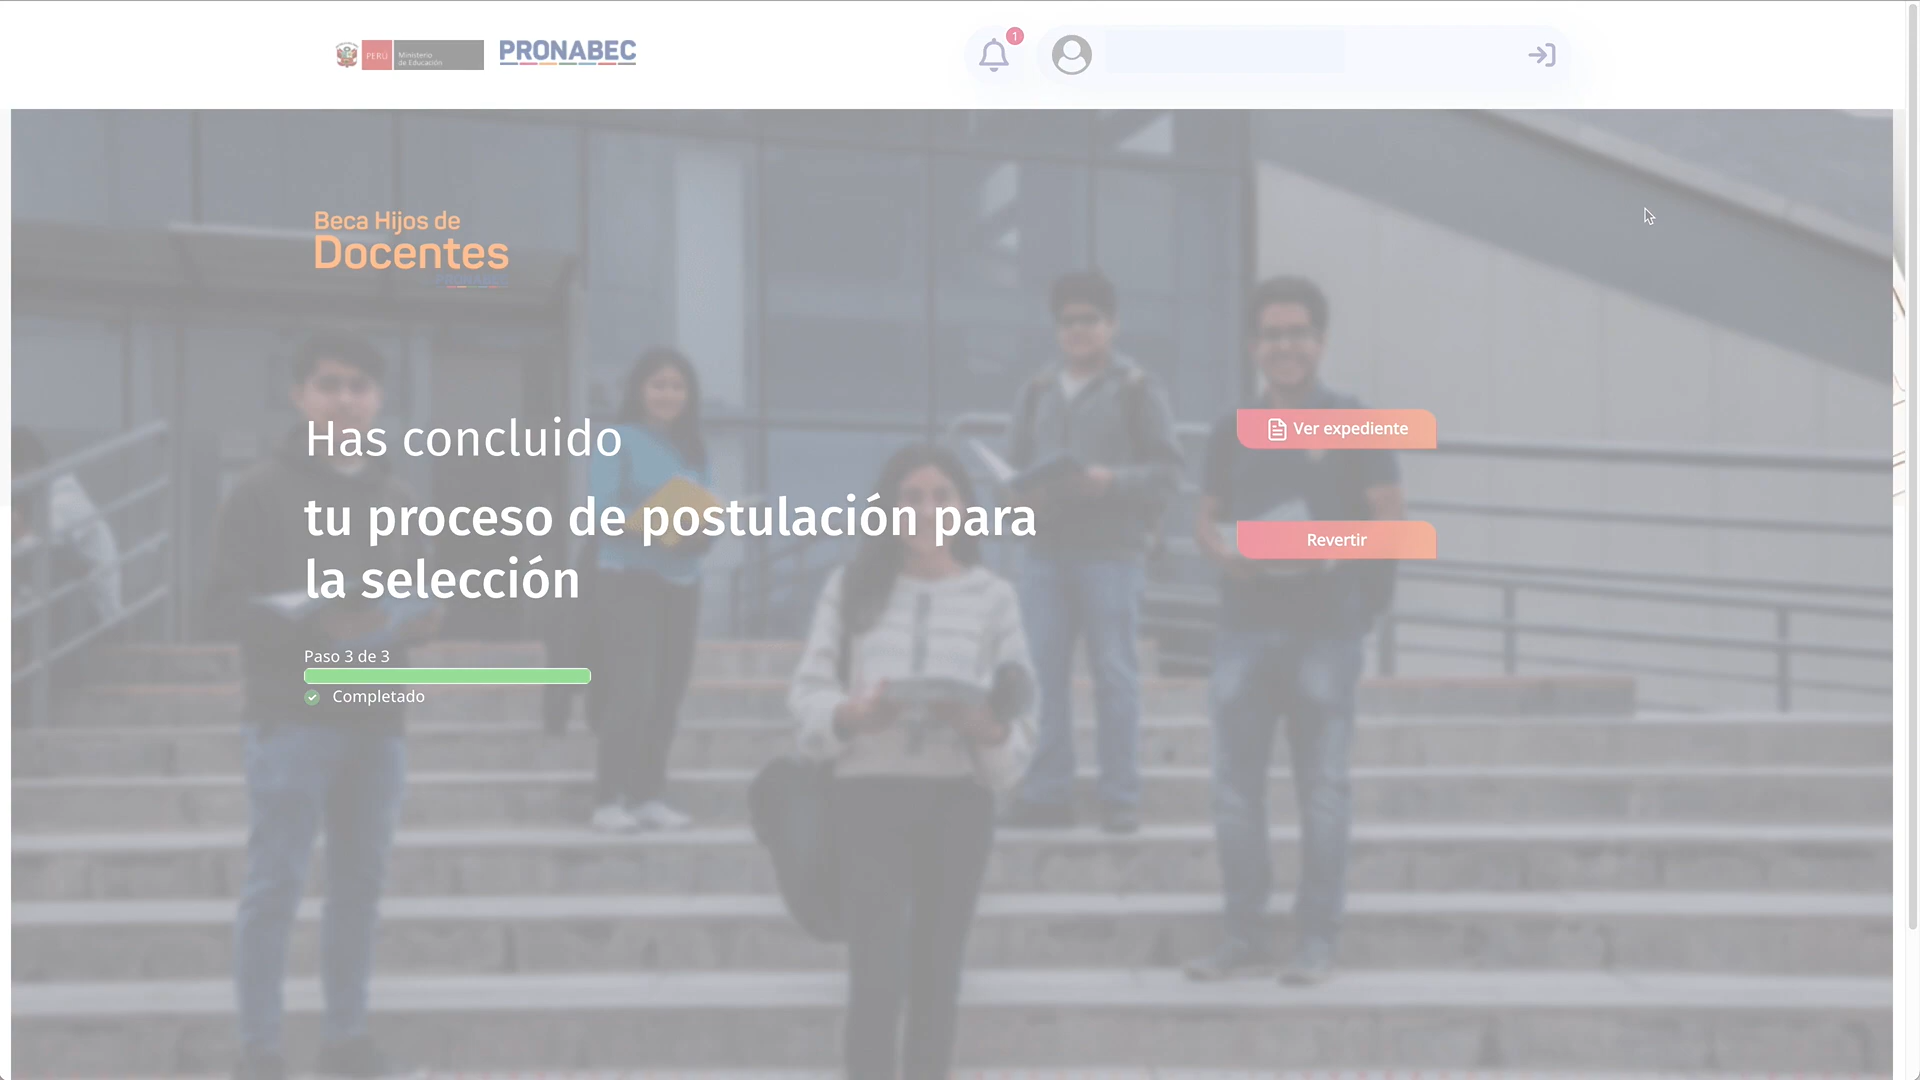 PERÚ
Ministerio
de Educación
PRONABEC
1
Beca Hijos de
Docentes
PRONABEC
Has concluido
tu proceso de postulación para
la selección
Ver expediente
Revertir
Paso 3 de 3
Completado